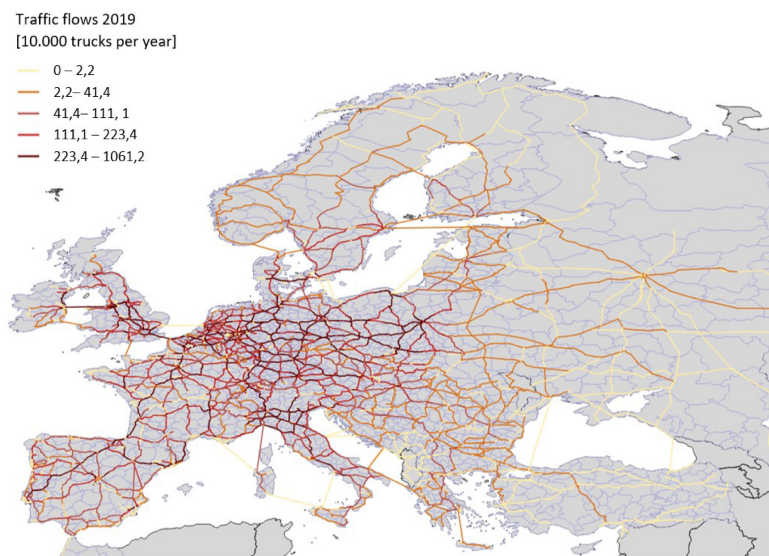 Traffic flows 2019
[10.000 trucks per year]
0 – 2,2
2,2– 41,4
41,4– 111, 1
111,1 – 223,4
223,4 – 1061,2